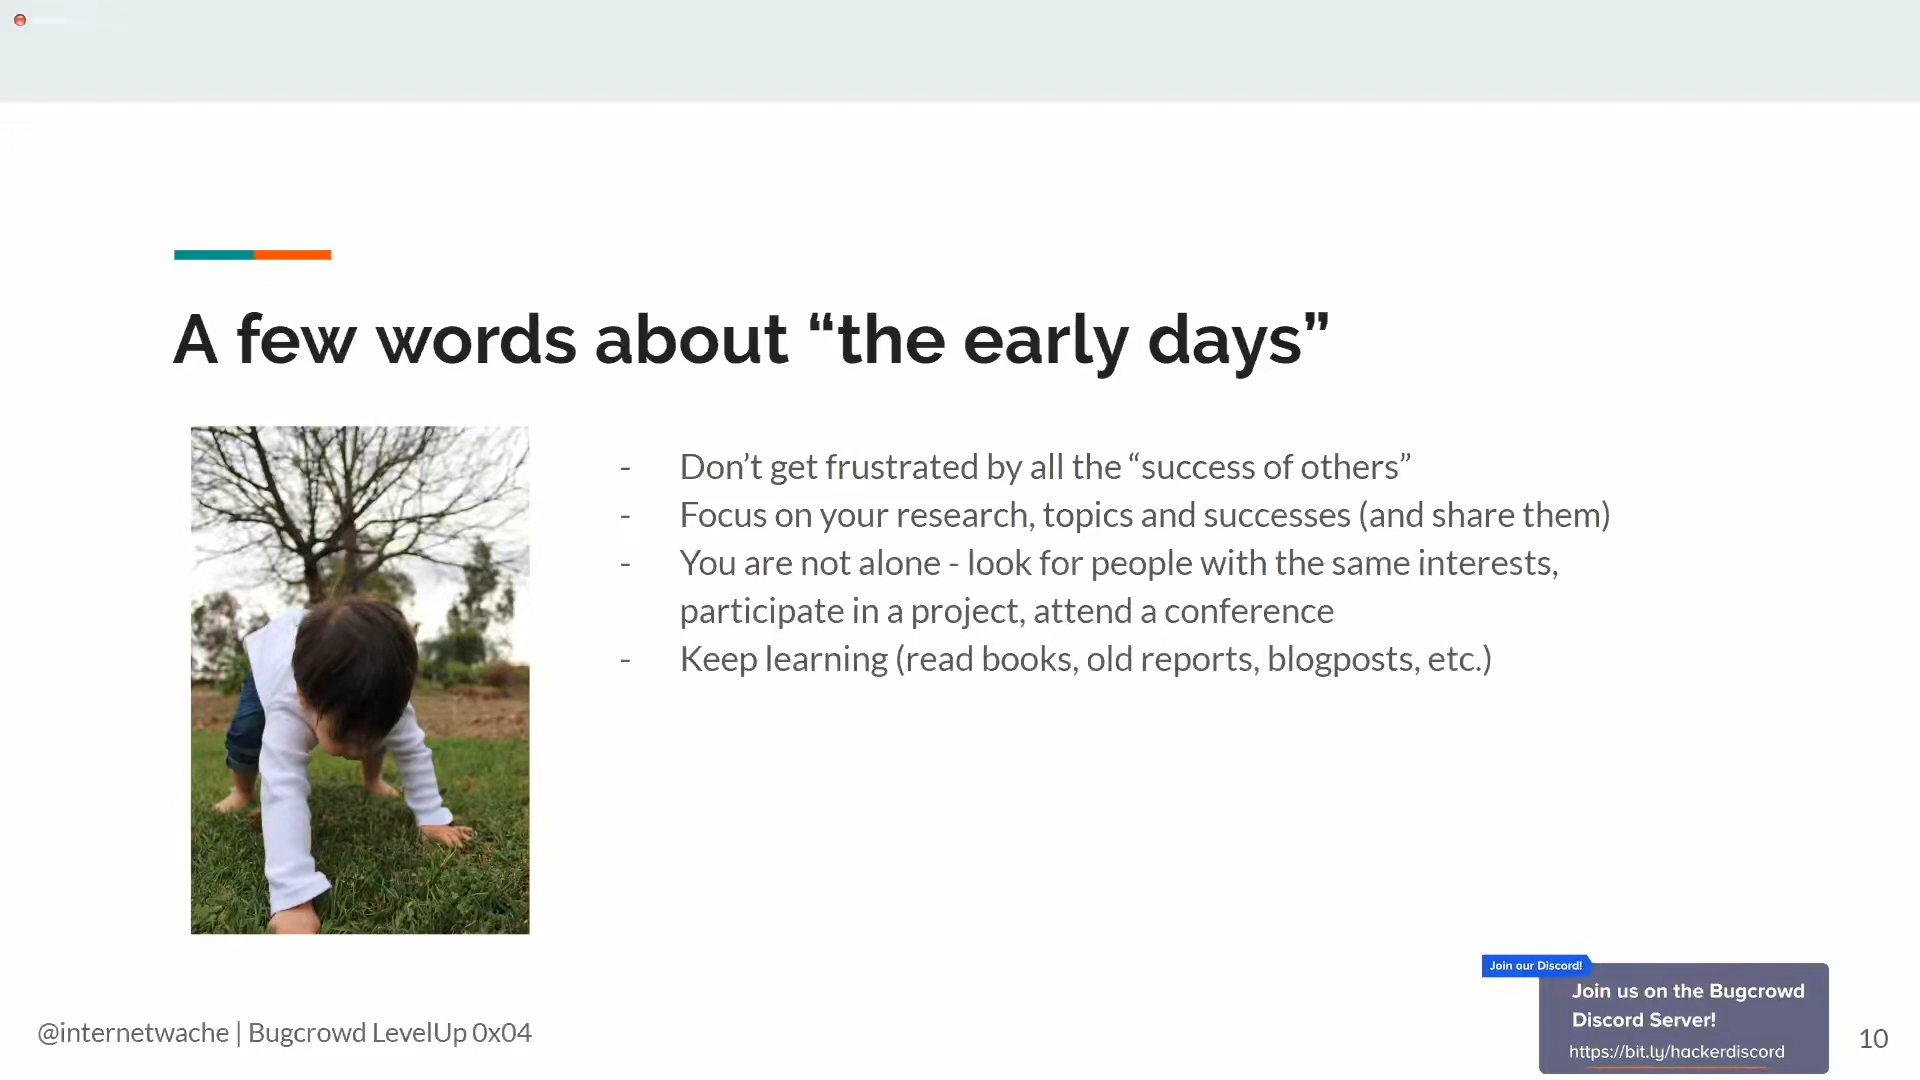 A few words about “the early days”
- Don’t get frustrated by all the “success of others”
- Focus on your research, topics and successes (and share them)
- You are not alone - look for people with the same interests,
participate in a project, attend a conference
- Keep learning (read books, old reports, blogposts, etc.)
Join our Discord!
Join us on the Bugcrowd
Discord Server!
https://bit.ly/hackerdiscord
@internetwache | Bugcrowd LevelUp 0x04
10